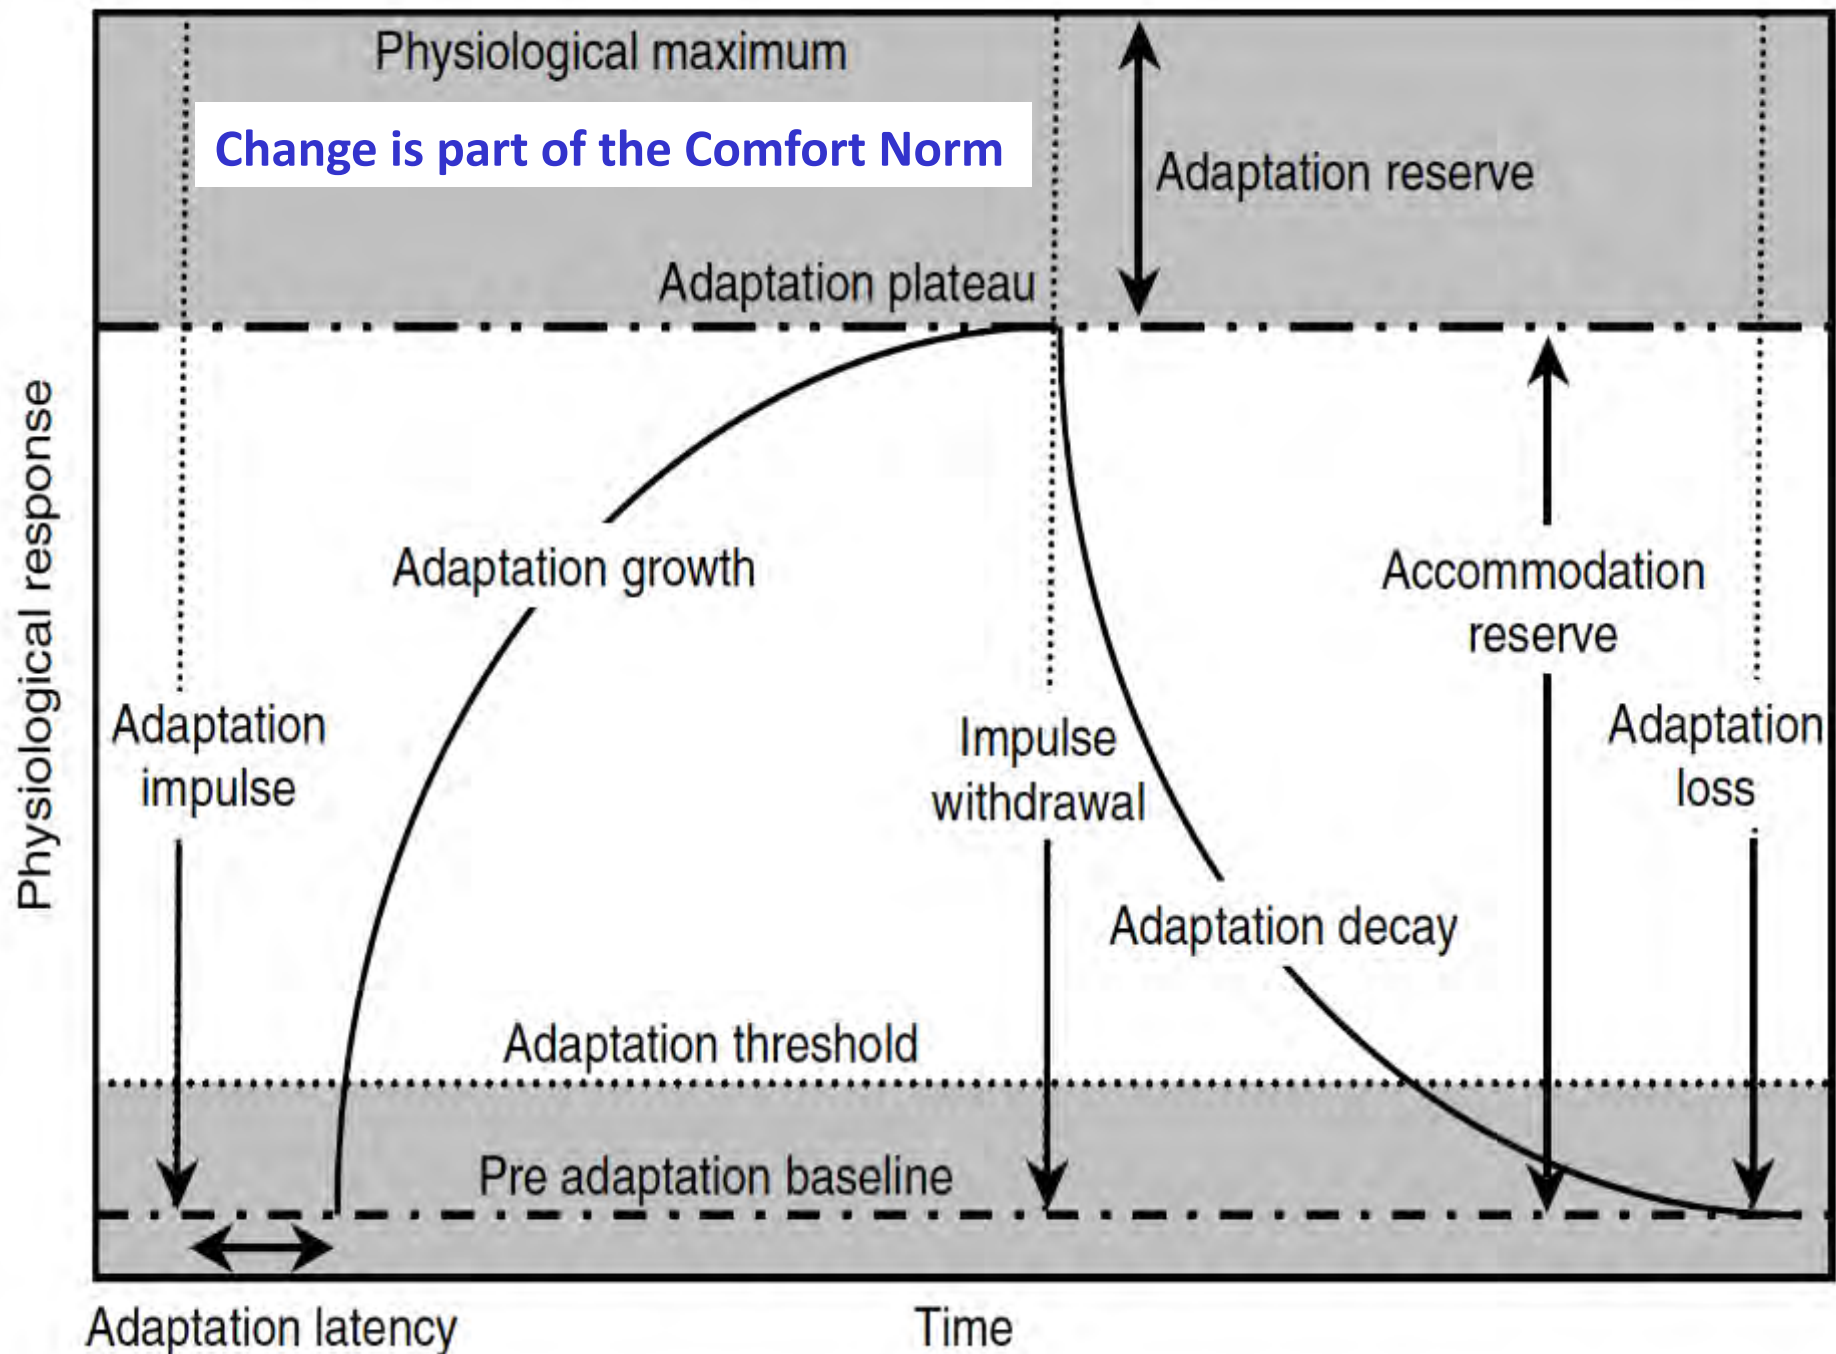 Physiological maximum
Change is part of the Comfort Norm
Adaptation reserve
Adaptation plateau
Physiological response
Adaptation growth
Accommodation
reserve
Adaptation
impulse
Impulse
withdrawal
Adaptation
loss
Adaptation decay
Adaptation threshold
Pre adaptation baseline
Adaptation latency
Time